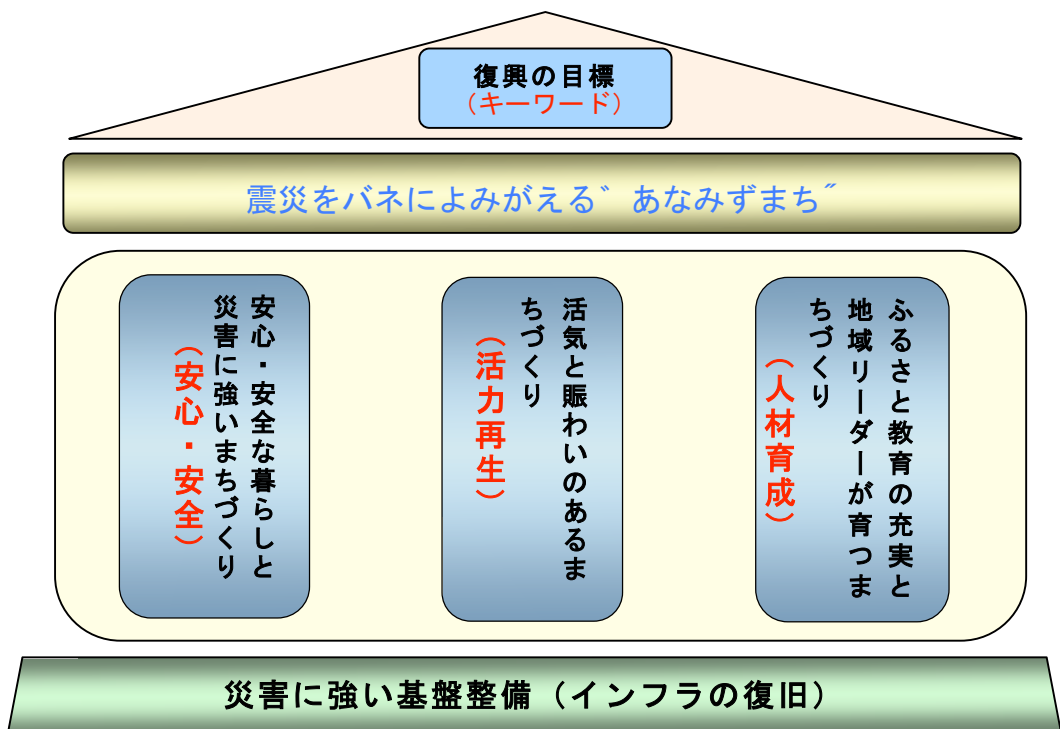 復興の目標
（キーワード）
震災をバネによみがえる〝あなみずまち〞
安心・安全な暮らしと
災害に強いまちづくり
（安心・安全）
活気と賑わいのあるま
ちづくり
（活力再生）
ふるさと教育の充実と
地域リーダーが育つま
ちづくり
（人材育成）
災害に強い基盤整備（インフラの復旧）